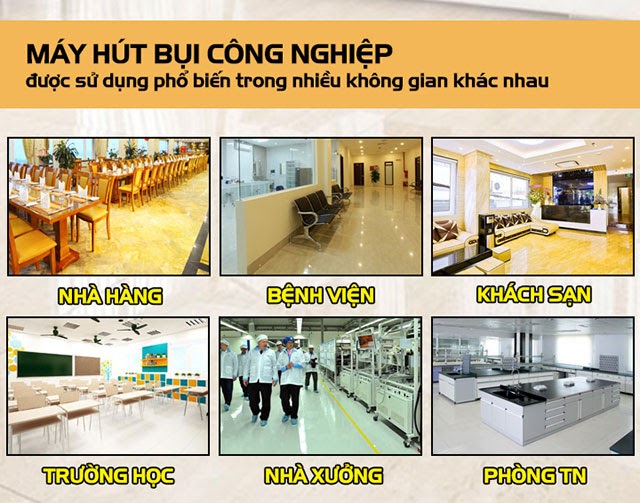 MÁY HÚT BỤI CÔNG NGHIỆP
được sử dụng phổ biến trong nhiều không gian khác nhau
NHÀ HÀNG
BỆNH VIỆN
KHÁCH SẠN
TRƯỜNG HỌC
NHÀ XƯỞNG
PHÒNG TN